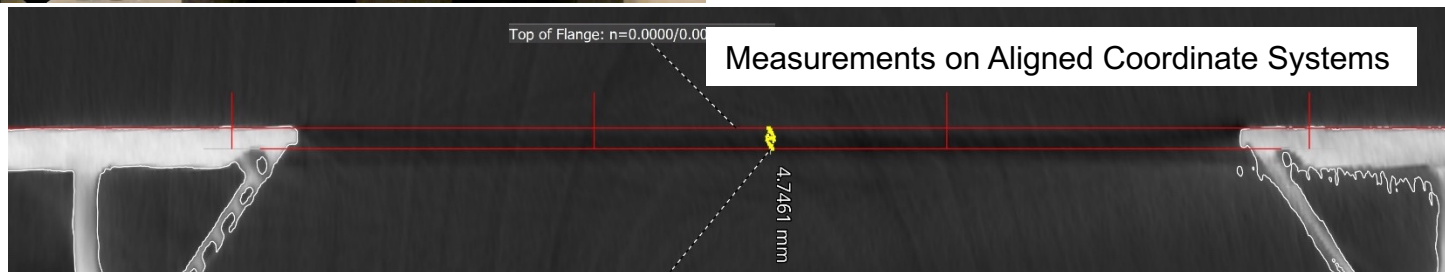 Top of Flange: n=0.0000/0.00
Measurements on Aligned Coordinate Systems
4.7461 mm